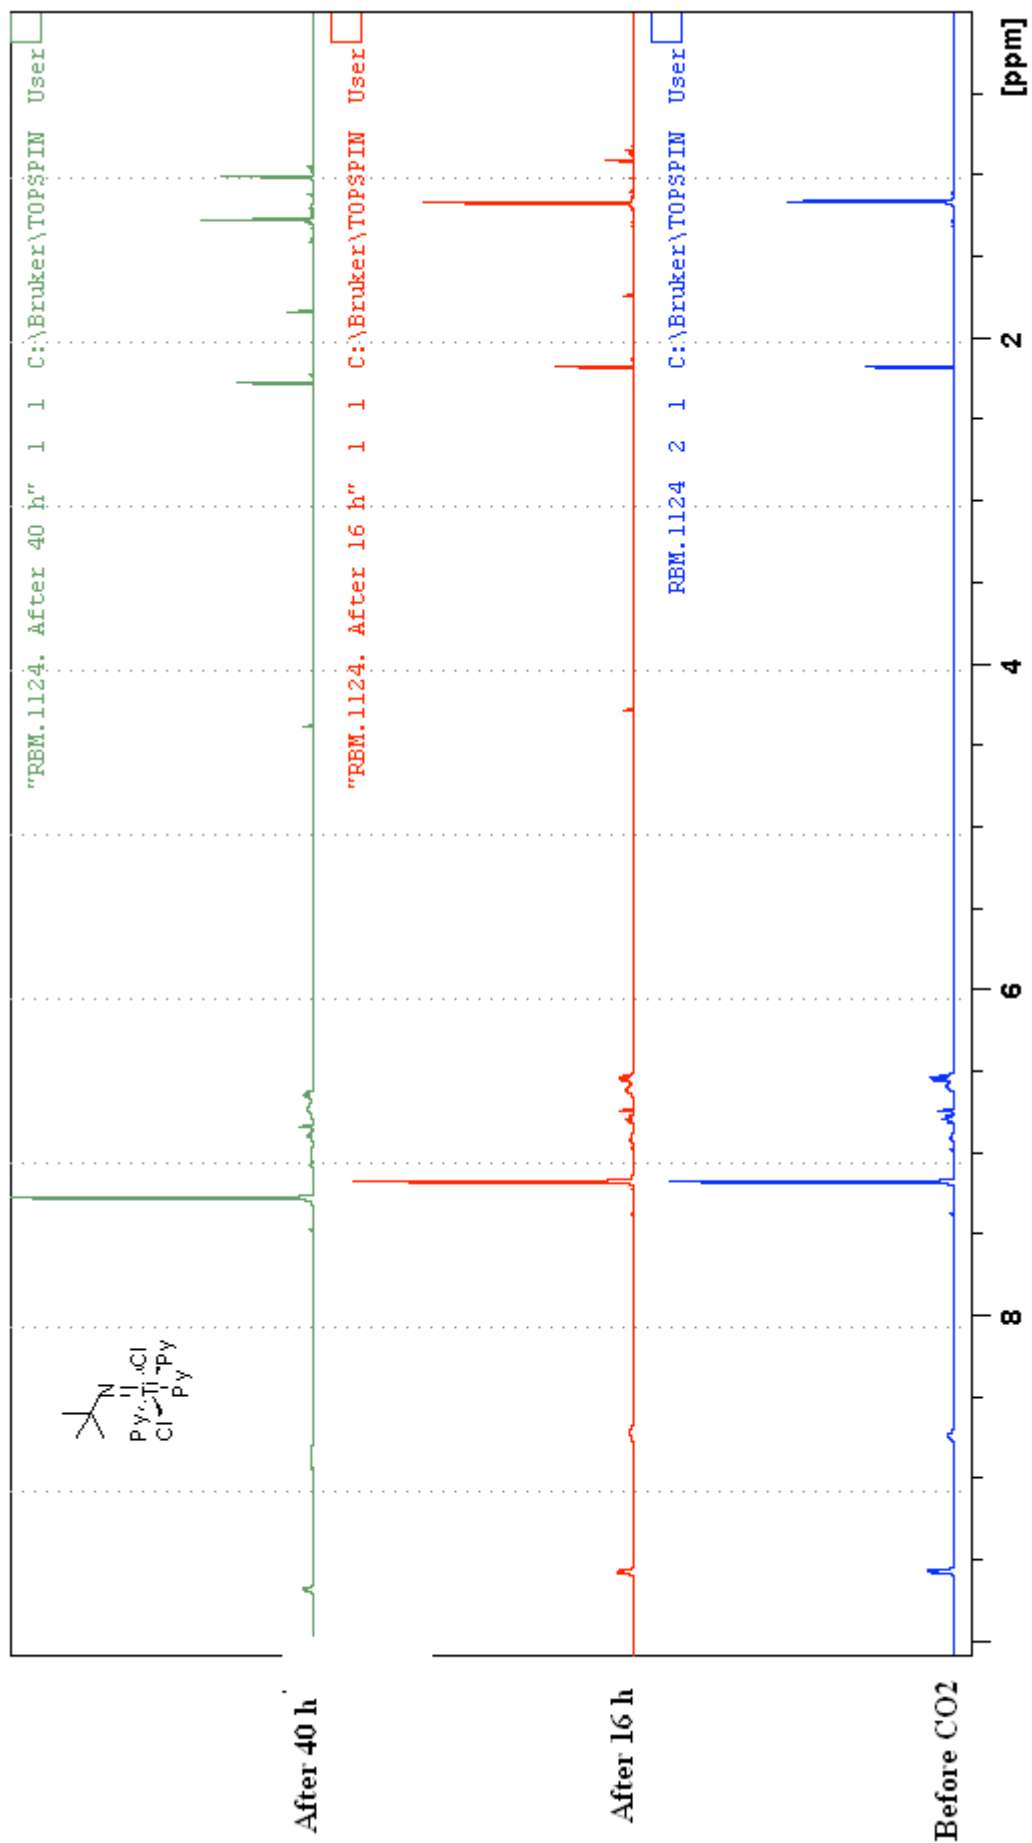 "RBM.1124. After 40 h" 1 1 C:\Bruker\TOPSPIN User
"RBM.1124. After 16 h" 1 1 C:\Bruker\TOPSPIN User
RBM.1124 2 1 C:\Bruker\TOPSPIN User
N
Py Ti Cl
Cl Py
Py
After 40 h
After 16 h
Before CO2
8 6 4 2 [ppm]